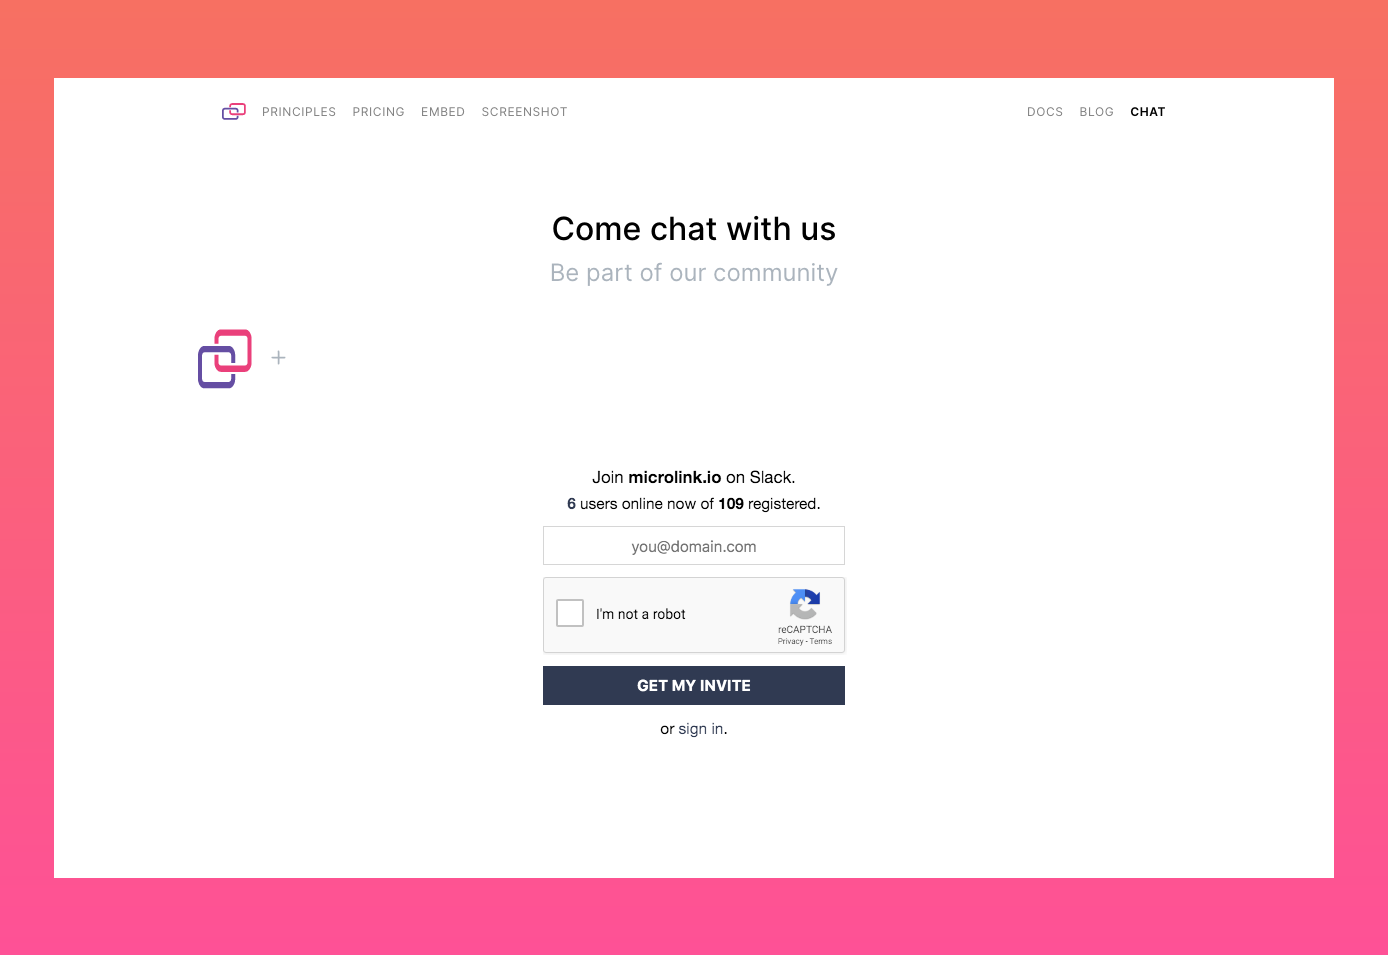 PRINCIPLES PRICING EMBED SCREENSHOT DOCS BLOG CHAT
Come chat with us
Be part of our community
+
Join microlink.io on Slack.
6 users online now of 109 registered.
you@domain.com
I'm not a robot
reCAPTCHA
Privacy - Terms
GET MY INVITE
or sign in.